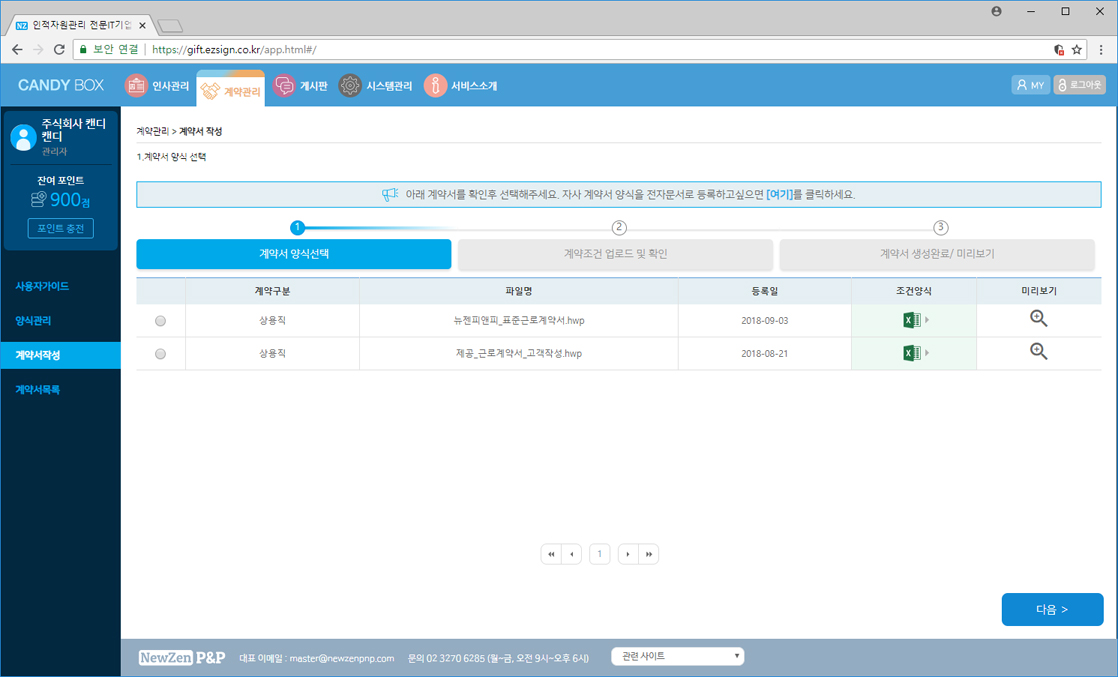 NZ 인적자원관리 전문IT기업
보안 연결 https://gift.ezsign.co.kr/app.html#/
CANDY BOX 인사관리 계약관리 게시판 시스템관리 서비스소개 MY 로그아웃
주식회사 캔디
캔디
관리자
잔여 포인트
900점
포인트 충전
사용자가이드
양식관리
계약서작성
계약서목록
계약관리 > 계약서 작성
1.계약서 양식 선택
아래 계약서를 확인후 선택해주세요. 자사 계약서 양식을 전자문서로 등록하고싶으면 [여기]를 클릭하세요.
1 2 3
계약서 양식선택 계약조건 업로드 및 확인 계약서 생성완료/ 미리보기
계약구분 파일명 등록일 조건양식 미리보기
상용직 뉴젠피앤피_표준근로계약서.hwp 2018-09-03
상용직 제공_근로계약서_고객작성.hwp 2018-08-21
1
다음 >
NewZen P&P 대표 이메일 : master@newzenpnp.com 문의 02.3270.6285 (월~금, 오전 9시~오후 6시) 관련 사이트